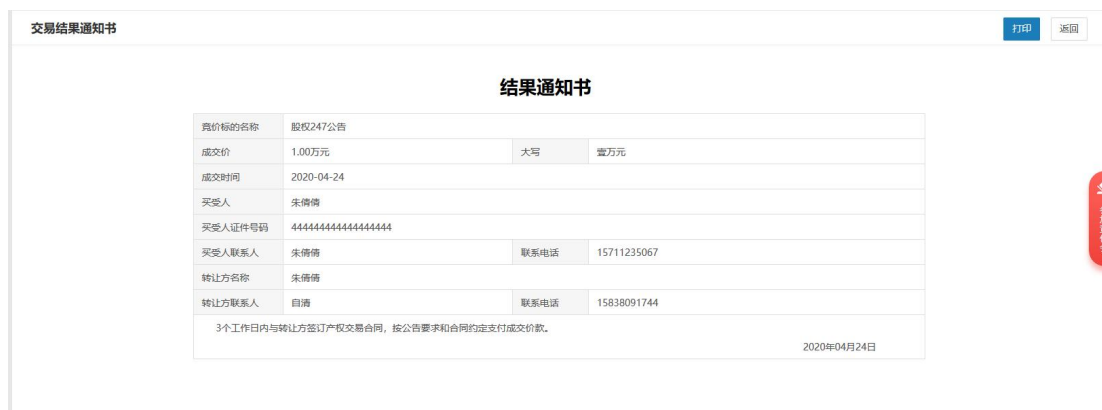 交易结果通知书
打印
返回
结果通知书
竞价标的名称 股权247公告
成交价 1.00万元 大写 壹万元
成交时间 2020-04-24
买受人 朱倩倩
买受人证件号码 444444444444444444
买受人联系人 朱倩倩 联系电话 15711235067
转让方名称 朱倩倩
转让方联系人 自清 联系电话 15838091744
3个工作日内与转让方签订产权交易合同，按公告要求和合同约定支付成交价款。
2020年04月24日